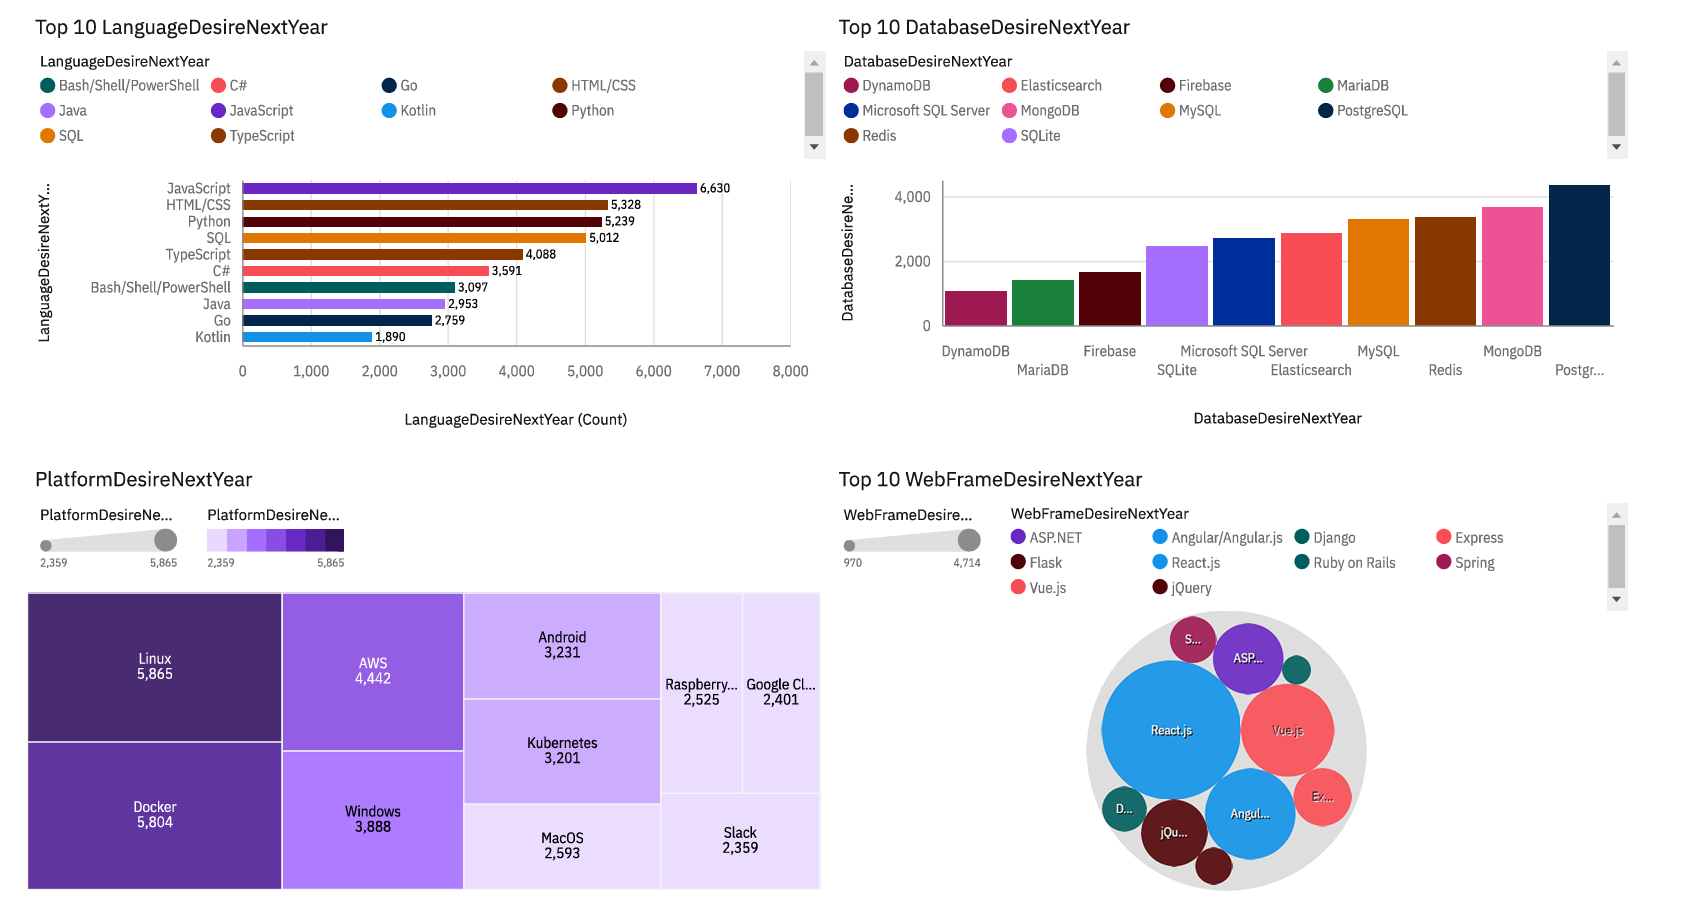 Top 10 LanguageDesireNextYear
LanguageDesireNextYear
Bash/Shell/PowerShell C# Go HTML/CSS
Java JavaScript Kotlin Python
SQL TypeScript
LanguageDesireNextY...
JavaScript 6,630
HTML/CSS 5,328
Python 5,239
SQL 5,012
TypeScript 4,088
C# 3,591
Bash/Shell/PowerShell 3,097
Java 2,953
Go 2,759
Kotlin 1,890
0 1,000 2,000 3,000 4,000 5,000 6,000 7,000 8,000
LanguageDesireNextYear (Count)
Top 10 DatabaseDesireNextYear
DatabaseDesireNextYear
DynamoDB Elasticsearch Firebase MariaDB
Microsoft SQL Server MongoDB MySQL PostgreSQL
Redis SQLite
DatabaseDesireNe...
4,000
2,000
0
DynamoDB Firebase Microsoft SQL Server MySQL MongoDB
MariaDB SQLite Elasticsearch Redis Postgr...
DatabaseDesireNextYear
PlatformDesireNextYear
PlatformDesireNe... PlatformDesireNe...
2,359 5,865 2,359 5,865
Linux
5,865
Docker
5,804
AWS
4,442
Windows
3,888
Android
3,231
Kubernetes
3,201
MacOS
2,593
Raspberry...
2,525
Google Cl...
2,401
Slack
2,359
Top 10 WebFrameDesireNextYear
WebFrameDesire...
970 4,714
WebFrameDesireNextYear
ASP.NET Angular/Angular.js Django Express
Flask React.js Ruby on Rails Spring
Vue.js jQuery
S...
ASP...
React.js
Vue.js
Ex...
D...
Angul...
jQu...